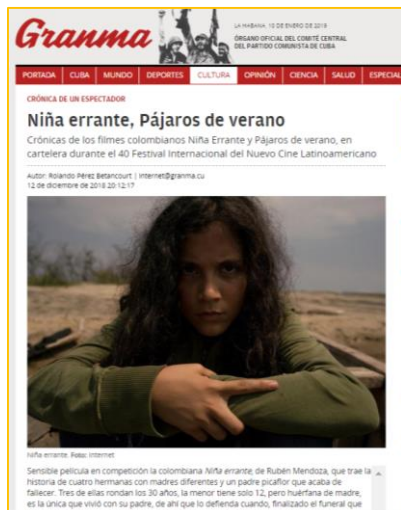 Granma
LA HABANA, 10 DE ENERO DE 2019
ÓRGANO OFICIAL DEL COMITÉ CENTRAL
DEL PARTIDO COMUNISTA DE CUBA
PORTADA CUBA MUNDO DEPORTES CULTURA OPINIÓN CIENCIA SALUD ESPECIAL
CRÓNICA DE UN ESPECTADOR
Niña errante, Pájaros de verano
Crónicas de los filmes colombianos Niña Errante y Pájaros de verano, en
cartelera durante el 40 Festival Internacional del Nuevo Cine Latinoamericano
Autor: Rolando Pérez Betancourt | internet@granma.cu
12 de diciembre de 2018 20:12:17
Niña errante. Foto: Internet
Sensible película en competición la colombiana Niña errante, de Rubén Mendoza, que trae la
historia de cuatro hermanas con madres diferentes y un padre picaflor que acaba de
fallecer. Tres de ellas rondan los 30 años, la menor tiene solo 12, pero huérfana de madre,
es la única que vivió con su padre, de ahí que lo defienda cuando, finalizado el funeral que